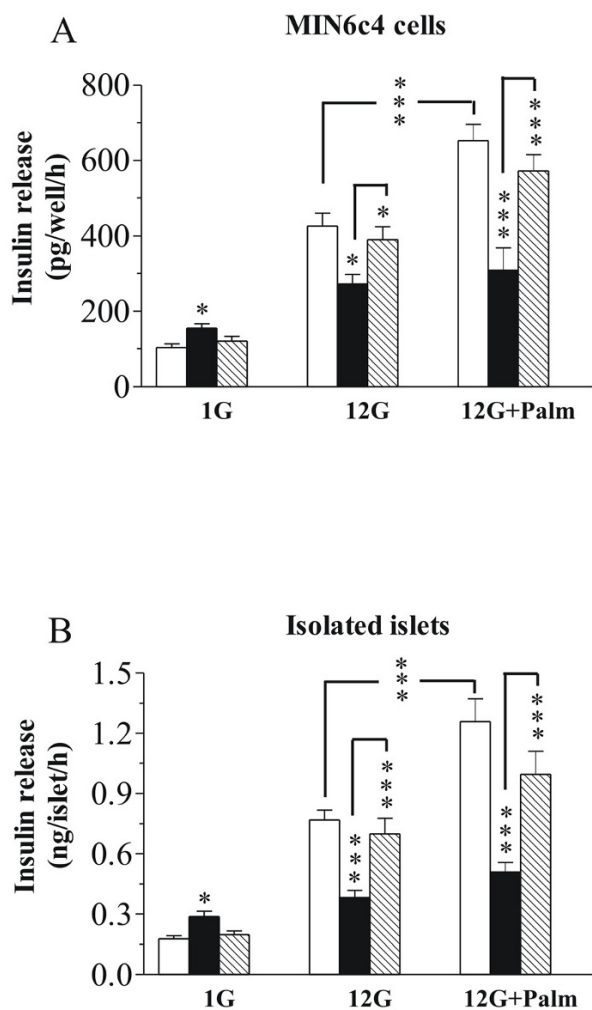 A
MIN6c4 cells
Insulin release
(pg/well/h)
800
600
400
200
0
***
***
*
*
***
*
1G
12G
12G+Palm
B
Isolated islets
Insulin release
(ng/islet/h)
1.5
1.2
0.9
0.6
0.3
0.0
***
***
***
***
***
*
1G
12G
12G+Palm